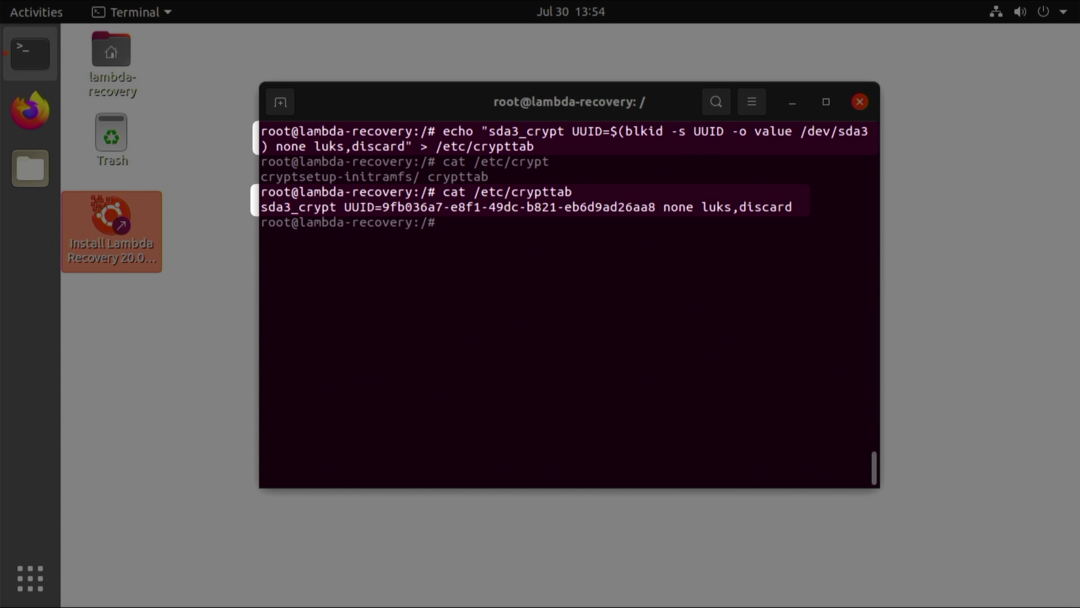 Activities
Terminal
Jul 30 13:54
lambda-
recovery
Trash
Install Lambda
Recovery 20.0...
root@lambda-recovery: /
root@lambda-recovery:/# echo "sda3_crypt UUID=$(blkid -s UUID -o value /dev/sda3
) none luks,discard" > /etc/crypttab
root@lambda-recovery:/# cat /etc/crypt
cryptsetup-initramfs/ crypttab
root@lambda-recovery:/# cat /etc/crypttab
sda3_crypt UUID=9fb036a7-e8f1-49dc-b821-eb6d9ad26aa8 none luks,discard
root@lambda-recovery:/#